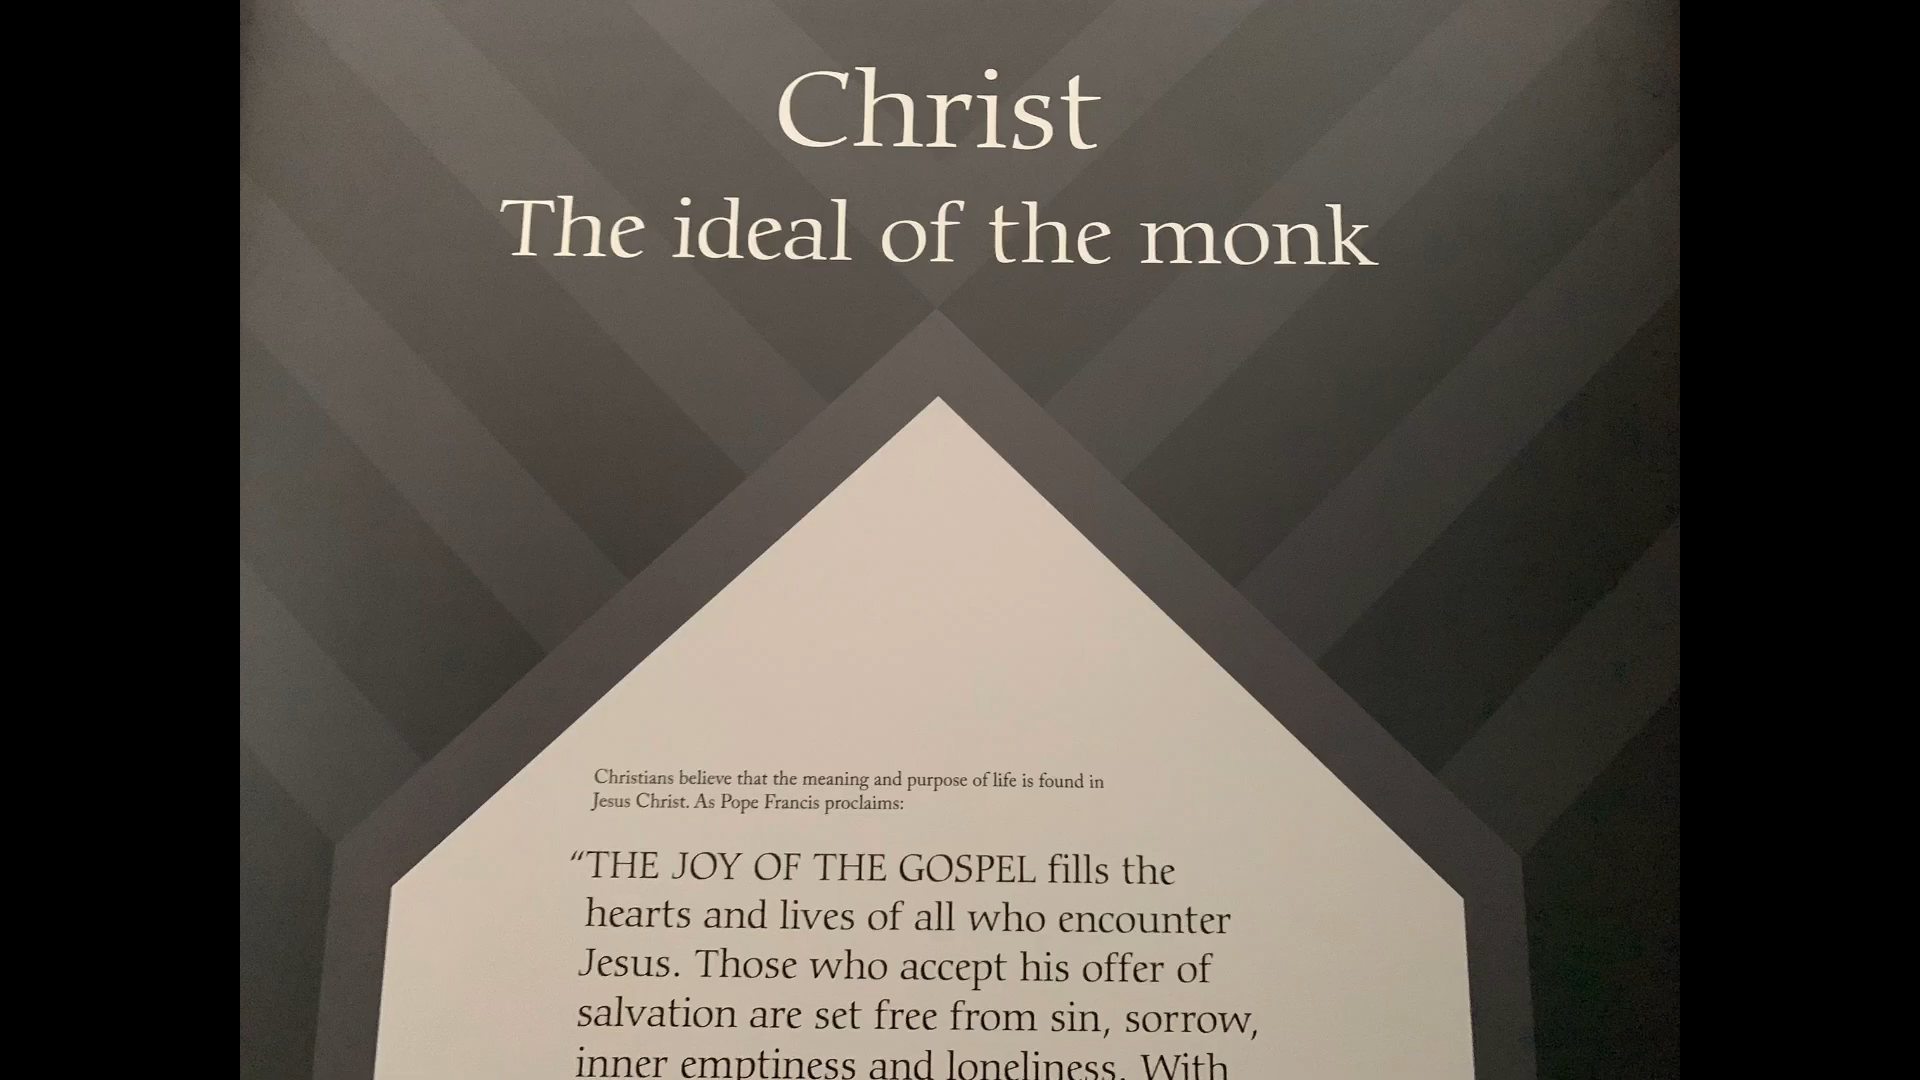 Christ
The ideal of the monk
Christians believe that the meaning and purpose of life is found in
Jesus Christ. As Pope Francis proclaims:
“THE JOY OF THE GOSPEL fills the
hearts and lives of all who encounter
Jesus. Those who accept his offer of
salvation are set free from sin, sorrow,
inner emptiness and loneliness. With